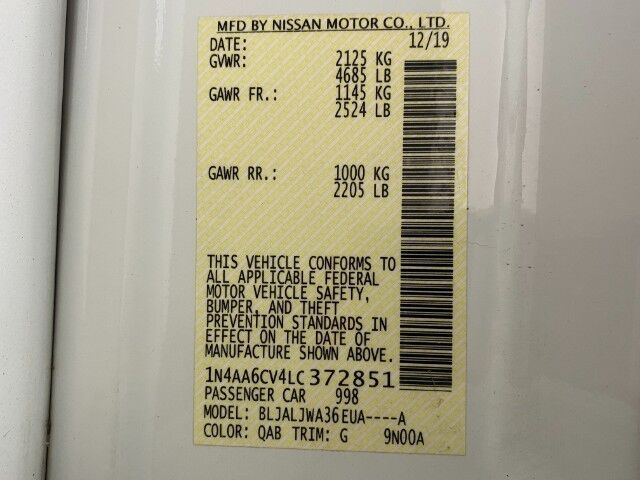 MFD BY NISSAN MOTOR CO., LTD.
DATE: 12/19
GVWR: 2125 KG
4685 LB
GAWR FR.: 1145 KG
2524 LB
GAWR RR.: 1000 KG
2205 LB
THIS VEHICLE CONFORMS TO
ALL APPLICABLE FEDERAL
MOTOR VEHICLE SAFETY,
BUMPER, AND THEFT
PREVENTION STANDARDS IN
EFFECT ON THE DATE OF
MANUFACTURE SHOWN ABOVE.
1N4AA6CV4LC372851
PASSENGER CAR 998
MODEL: BLJALJWA36EUA----A
COLOR: QAB TRIM: G 9N00A